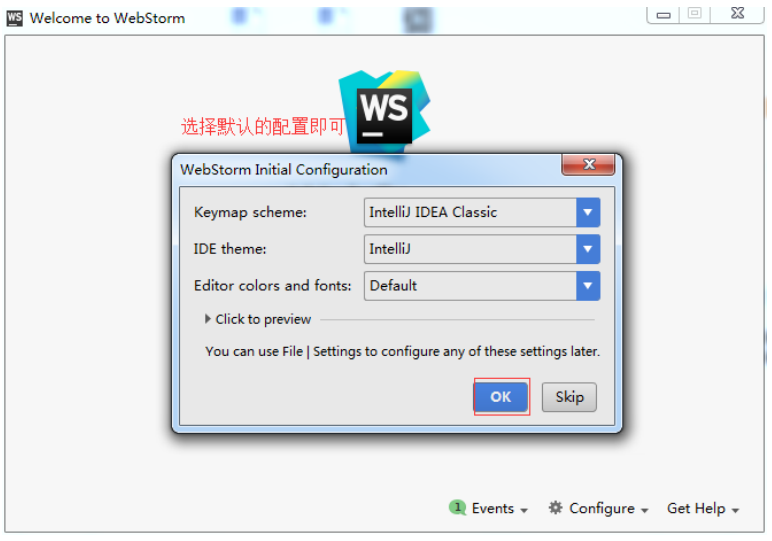 WS Welcome to WebStorm
WS
选择默认的配置即可
WebStorm Initial Configuration
Keymap scheme: IntelliJ IDEA Classic
IDE theme: IntelliJ
Editor colors and fonts: Default
Click to preview
You can use File | Settings to configure any of these settings later.
OK Skip
1 Events Configure Get Help